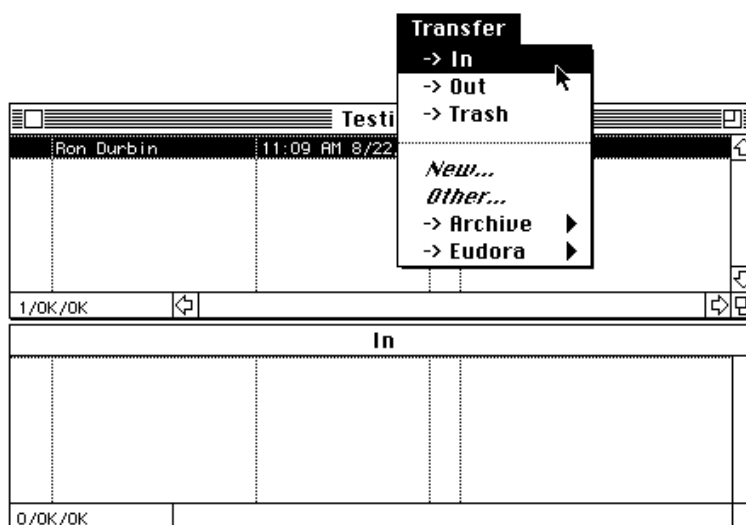 Transfer
-> In
-> Out
-> Trash
New...
Other...
-> Archive
-> Eudora
Testi
Ron Durbin 11:09 AM 8/22
1/0K/0K
In
0/0K/0K